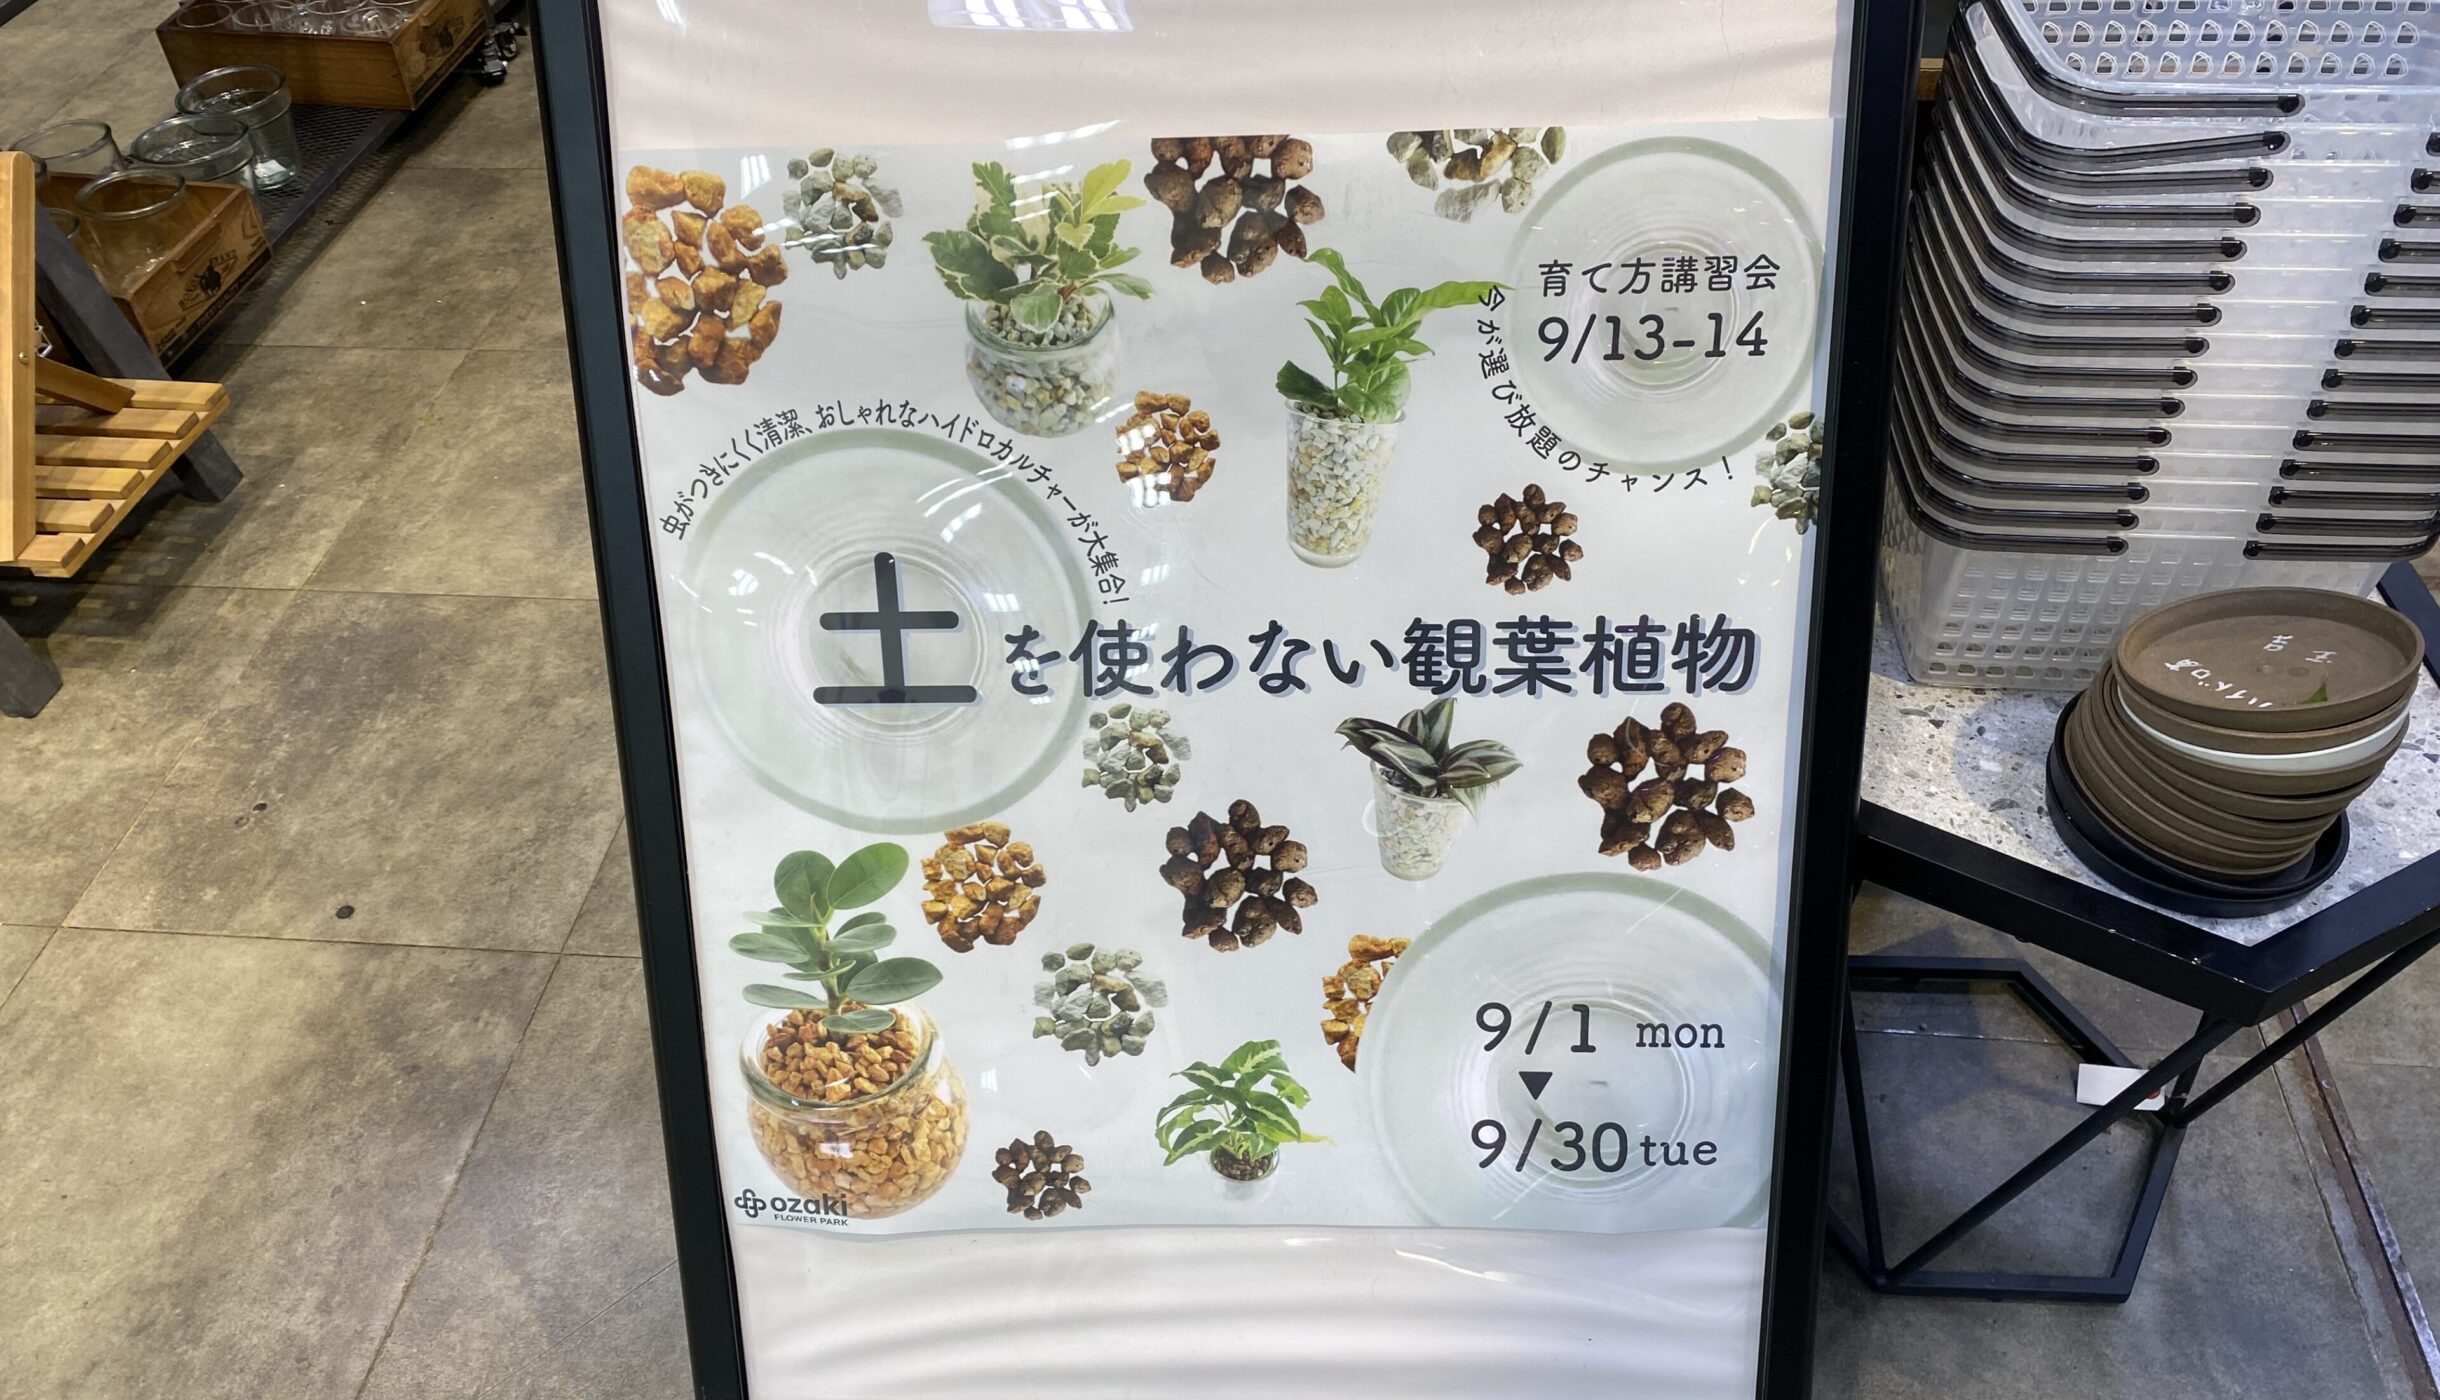 育て方講習会
9/13-14
今が選び放題のチャンス!
虫がつきにくく清潔、おしゃれなハイドロカルチャーが大集合!
土を使わない観葉植物
9/1 mon
▼
9/30 tue
ozaki
FLOWER PARK